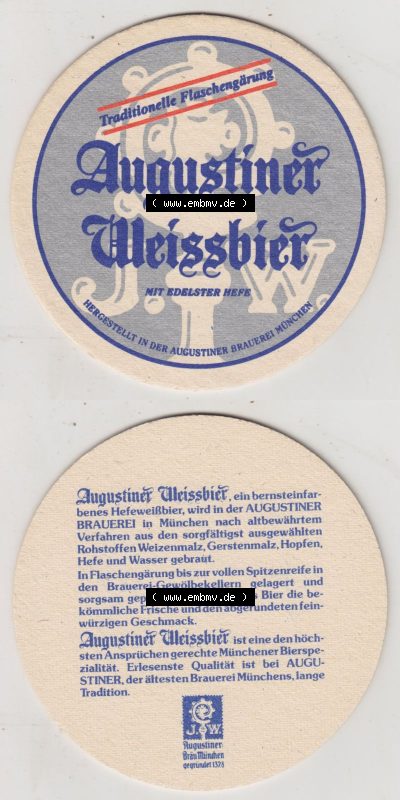 Traditionelle Flaschengärung
Augustiner
( www.embmv.de )
Weissbier
J. W.
MIT EDELSTER HEFE
HERGESTELLT IN DER AUGUSTINER BRAUEREI MÜNCHEN
Augustiner Weissbier, ein bernsteinfar-
benes Hefeweißbier, wird in der AUGUSTINER
BRAUEREI in München nach altbewährtem
Verfahren aus den sorgfältigst ausgewählten
Rohstoffen Weizenmalz, Gerstenmalz, Hopfen,
Hefe und Wasser gebraut.
In Flaschengärung bis zur vollen Spitzenreife in
den Brauerei-Gewölbekellern gelagert und
sorgsam Bier die be-
( www.embmv.de )
kömmliche Frische und den abgerundeten fein-
würzigen Geschmack.
Augustiner Weissbier ist eine den höch-
sten Ansprüchen gerechte Münchener Bierspe-
zialität. Erlesenste Qualität ist bei AUGU-
STINER, der ältesten Brauerei Münchens, lange
Tradition.
J. W.
Augustiner
Bräu München
gegründet 1328